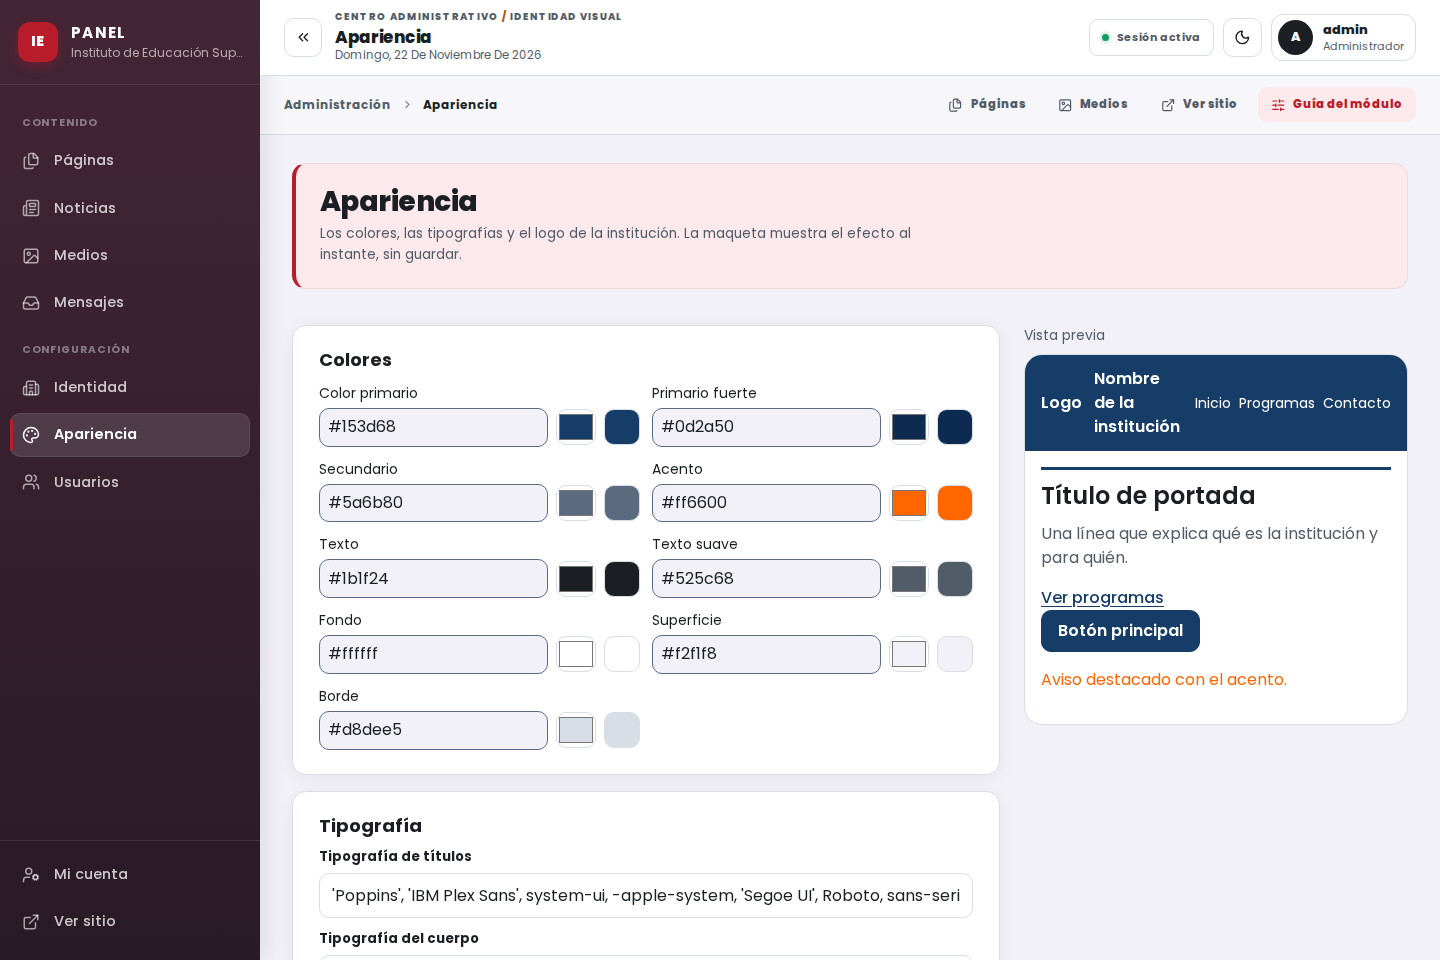 IE
PANEL
Instituto de Educación Sup...
CONTENIDO
Páginas
Noticias
Medios
Mensajes
CONFIGURACIÓN
Identidad
Apariencia
Usuarios
Mi cuenta
Ver sitio
CENTRO ADMINISTRATIVO / IDENTIDAD VISUAL
Apariencia
Domingo, 22 De Noviembre De 2026
Sesión activa
A
admin
Administrador
Administración > Apariencia
Páginas
Medios
Ver sitio
Guía del módulo
Apariencia
Los colores, las tipografías y el logo de la institución. La maqueta muestra el efecto al
instante, sin guardar.
Colores
Color primario
#153d68
Primario fuerte
#0d2a50
Secundario
#5a6b80
Acento
#ff6600
Texto
#1b1f24
Texto suave
#525c68
Fondo
#ffffff
Superficie
#f2f1f8
Borde
#d8dee5
Tipografía
Tipografía de títulos
'Poppins', 'IBM Plex Sans', system-ui, -apple-system, 'Segoe UI', Roboto, sans-seri
Tipografía del cuerpo
Vista previa
Logo
Nombre
de la
institución
Inicio Programas Contacto
Título de portada
Una línea que explica qué es la institución y
para quién.
Ver programas
Botón principal
Aviso destacado con el acento.